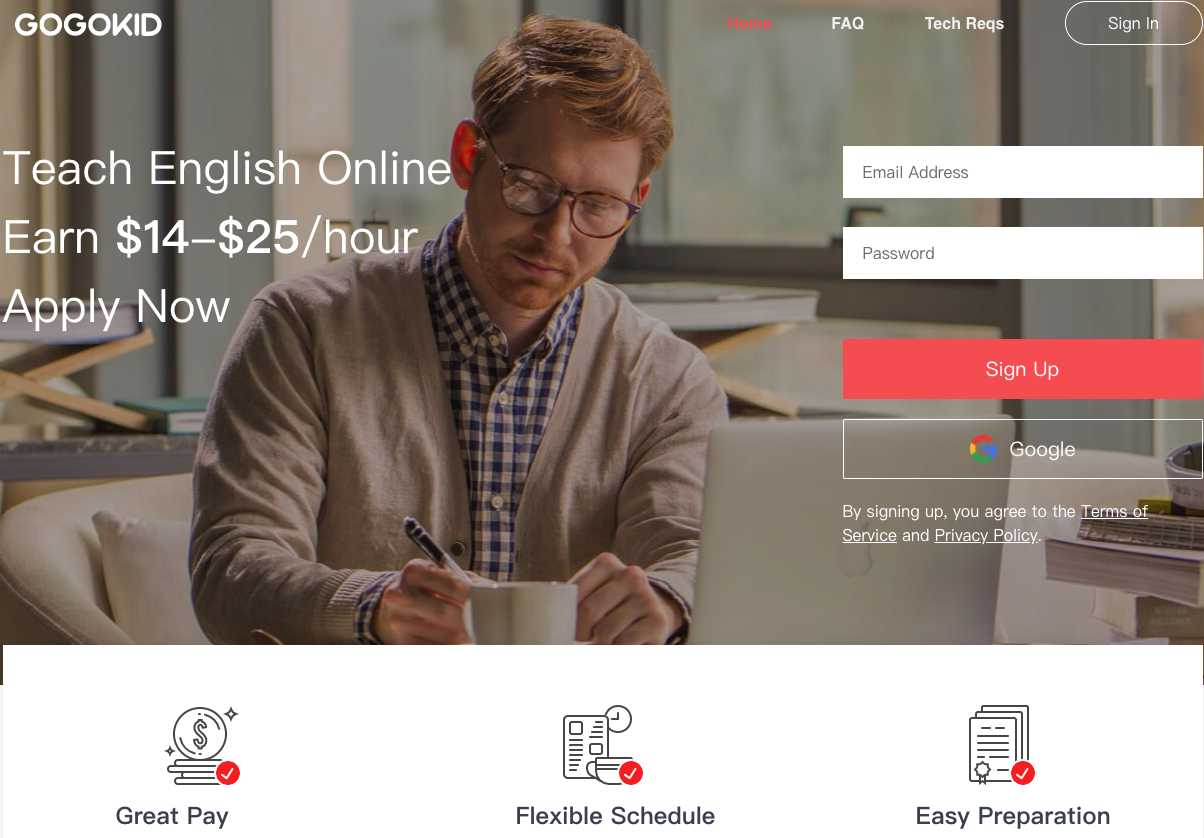 GOGOKID
Home
FAQ
Tech Reqs
Sign In
Teach English Online
Earn $14–$25/hour
Apply Now
Email Address
Password
Sign Up
Google
By signing up, you agree to the Terms of
Service and Privacy Policy.
Great Pay
Flexible Schedule
Easy Preparation